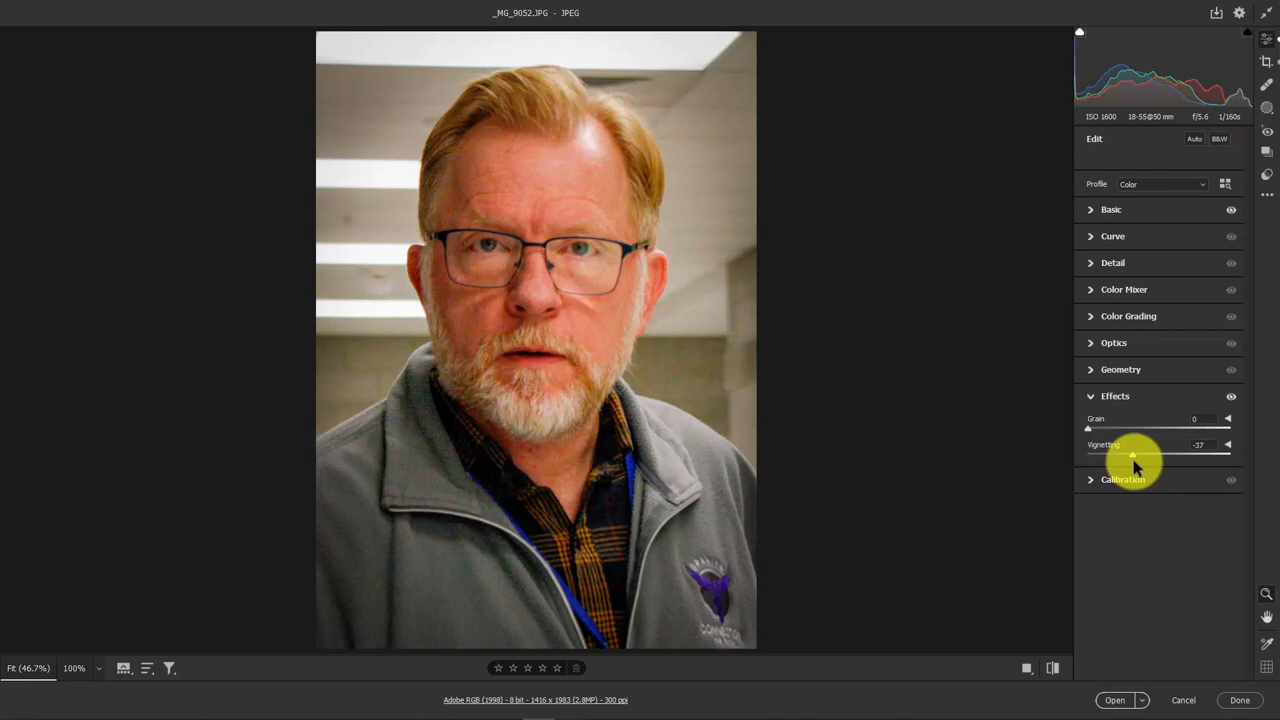 _MG_9052.JPG - JPEG
ISO 1600 18-55@50 mm f/5.6 1/160s
Edit Auto B&W
Profile Color
Basic
Curve
Detail
Color Mixer
Color Grading
Optics
Geometry
Effects
Grain 0
Vignetting -37
Calibration
CONNECTION
Fit (46.7%) 100%
Adobe RGB (1998) - 8 bit - 1416 x 1983 (2.8MP) - 300 ppi
Open Cancel Done